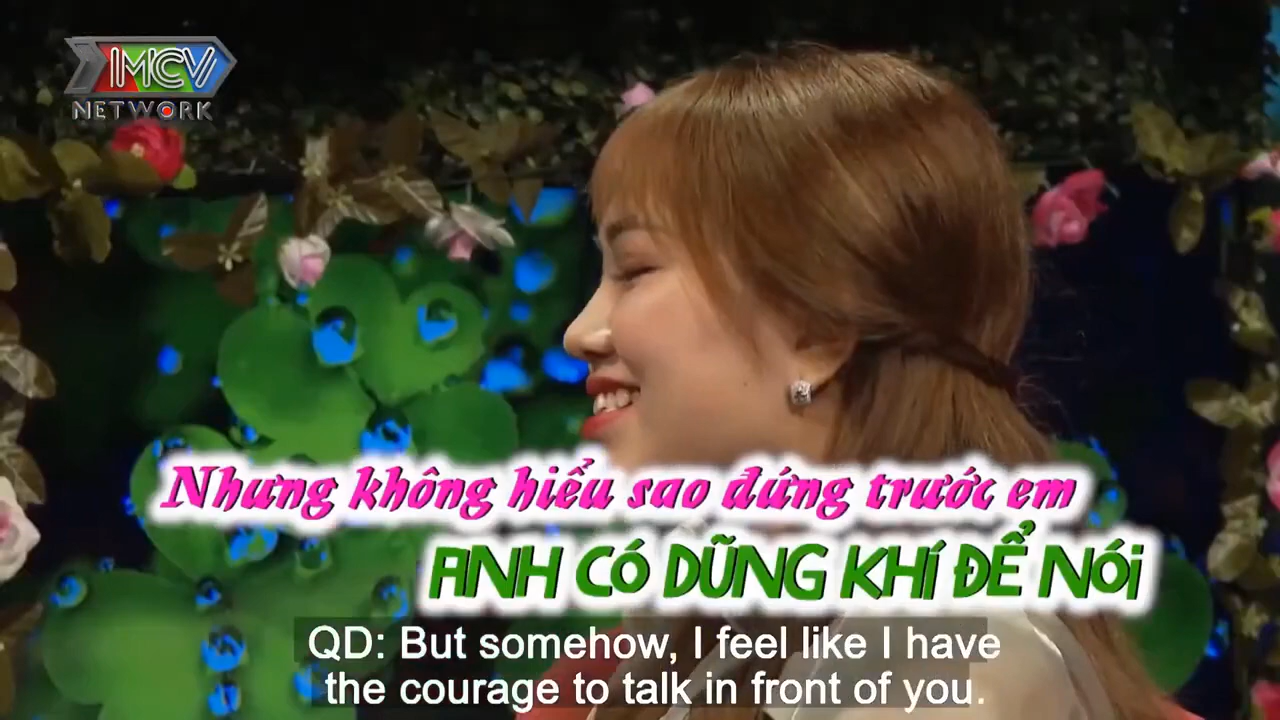 MCV
NETWORK
Nhưng không hiểu sao đứng trước em
ANH CÓ DŨNG KHÍ ĐỂ NÓI
QD: But somehow, I feel like I have
the courage to talk in front of you.